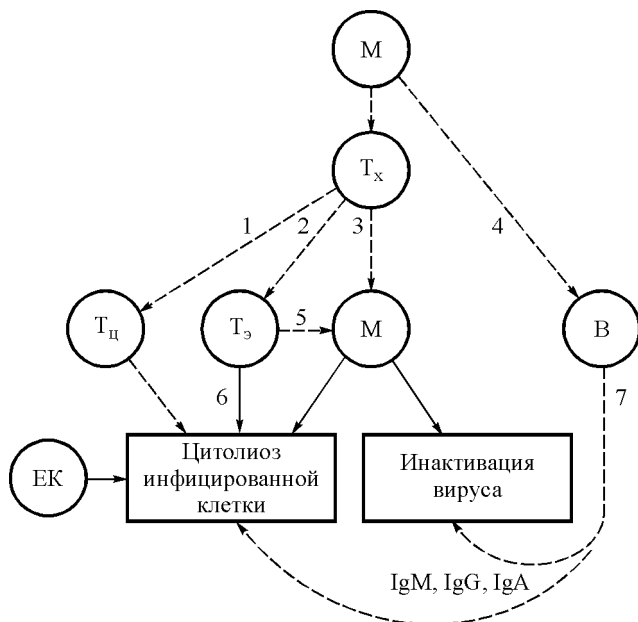 М
Тх
1
2
3
4
Тц
Тэ
5
М
В
6
7
ЕК
Цитолиоз
инфицированной
клетки
Инактивация
вируса
IgM, IgG, IgA